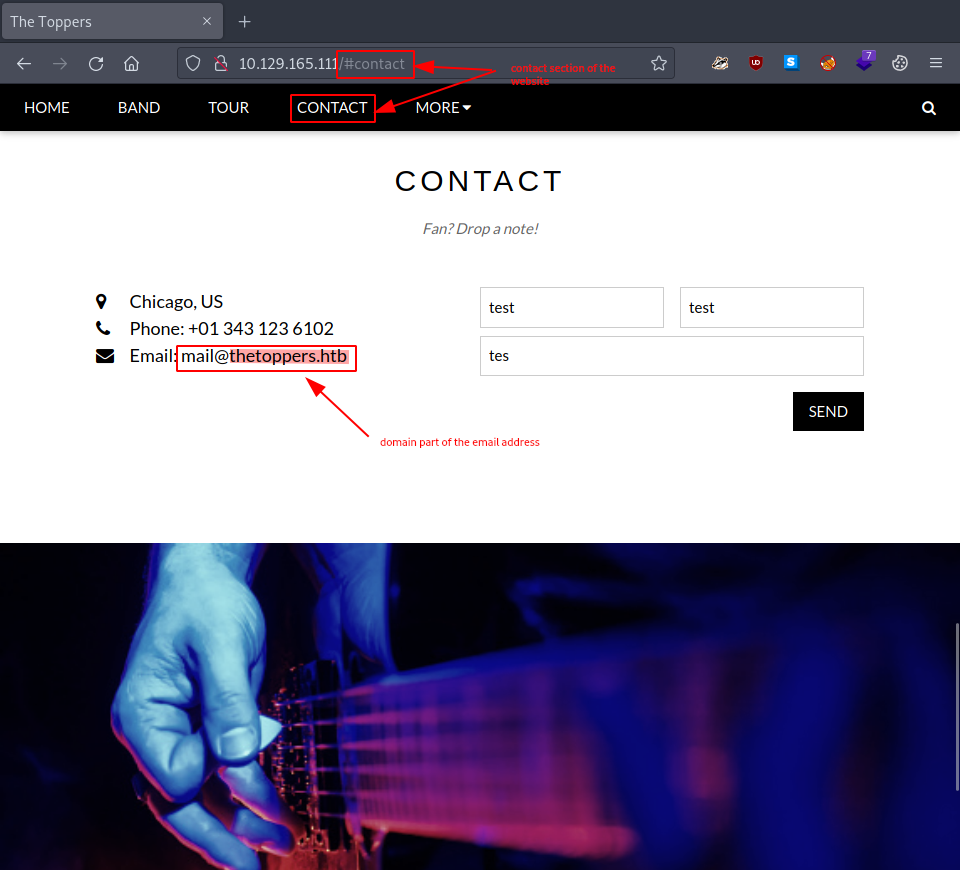 The Toppers
10.129.165.111/#contact
contact section of the
website
7
HOME BAND TOUR CONTACT MORE
CONTACT
Fan? Drop a note!
Chicago, US
Phone: +01 343 123 6102
Email: mail@thetoppers.htb
test test
tes
SEND
domain part of the email address